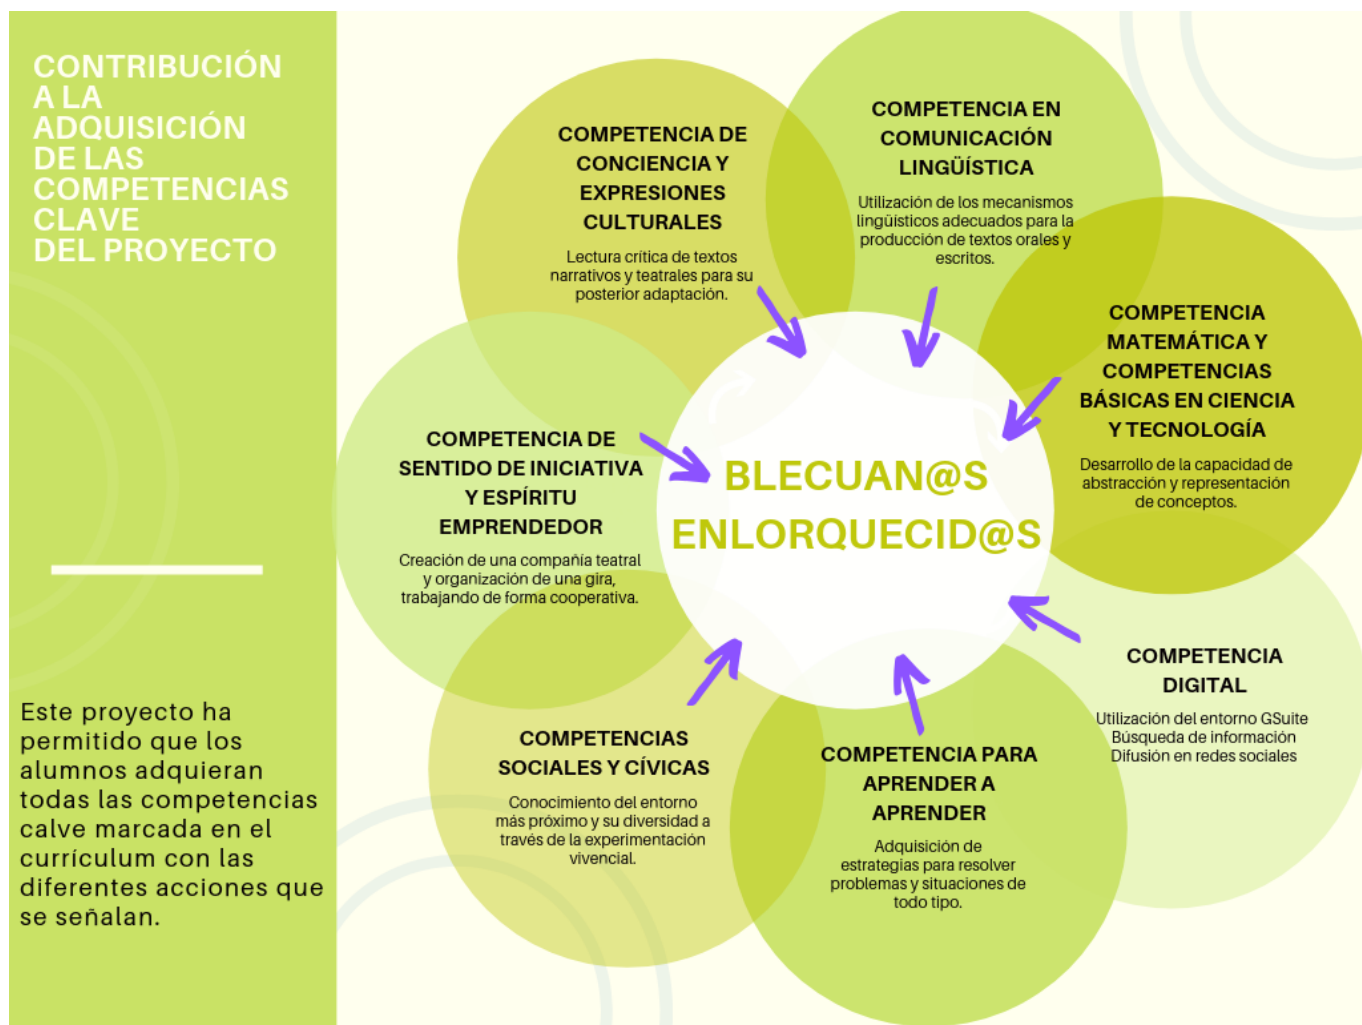 CONTRIBUCIÓN
A LA
ADQUISICIÓN
DE LAS
COMPETENCIAS
CLAVE
DEL PROYECTO
Este proyecto ha
permitido que los
alumnos adquieran
todas las competencias
calve marcada en el
currículum con las
diferentes acciones que
se señalan.
COMPETENCIA DE
CONCIENCIA Y
EXPRESIONES
CULTURALES
Lectura crítica de textos
narrativos y teatrales para su
posterior adaptación.
COMPETENCIA EN
COMUNICACIÓN
LINGÜÍSTICA
Utilización de los mecanismos
lingüísticos adecuados para la
producción de textos orales y
escritos.
COMPETENCIA
MATEMÁTICA Y
COMPETENCIAS
BÁSICAS EN CIENCIA
Y TECNOLOGÍA
Desarrollo de la capacidad de
abstracción y representación
de conceptos.
COMPETENCIA DE
SENTIDO DE INICIATIVA
Y ESPÍRITU
EMPRENDEDOR
Creación de una compañía teatral
y organización de una gira,
trabajando de forma cooperativa.
BLECUAN@S
ENLORQUECID@S
COMPETENCIA
DIGITAL
Utilización del entorno GSuite
Búsqueda de información
Difusión en redes sociales
COMPETENCIAS
SOCIALES Y CÍVICAS
Conocimiento del entorno
más próximo y su diversidad a
través de la experimentación
vivencial.
COMPETENCIA PARA
APRENDER A
APRENDER
Adquisición de
estrategias para resolver
problemas y situaciones de
todo tipo.